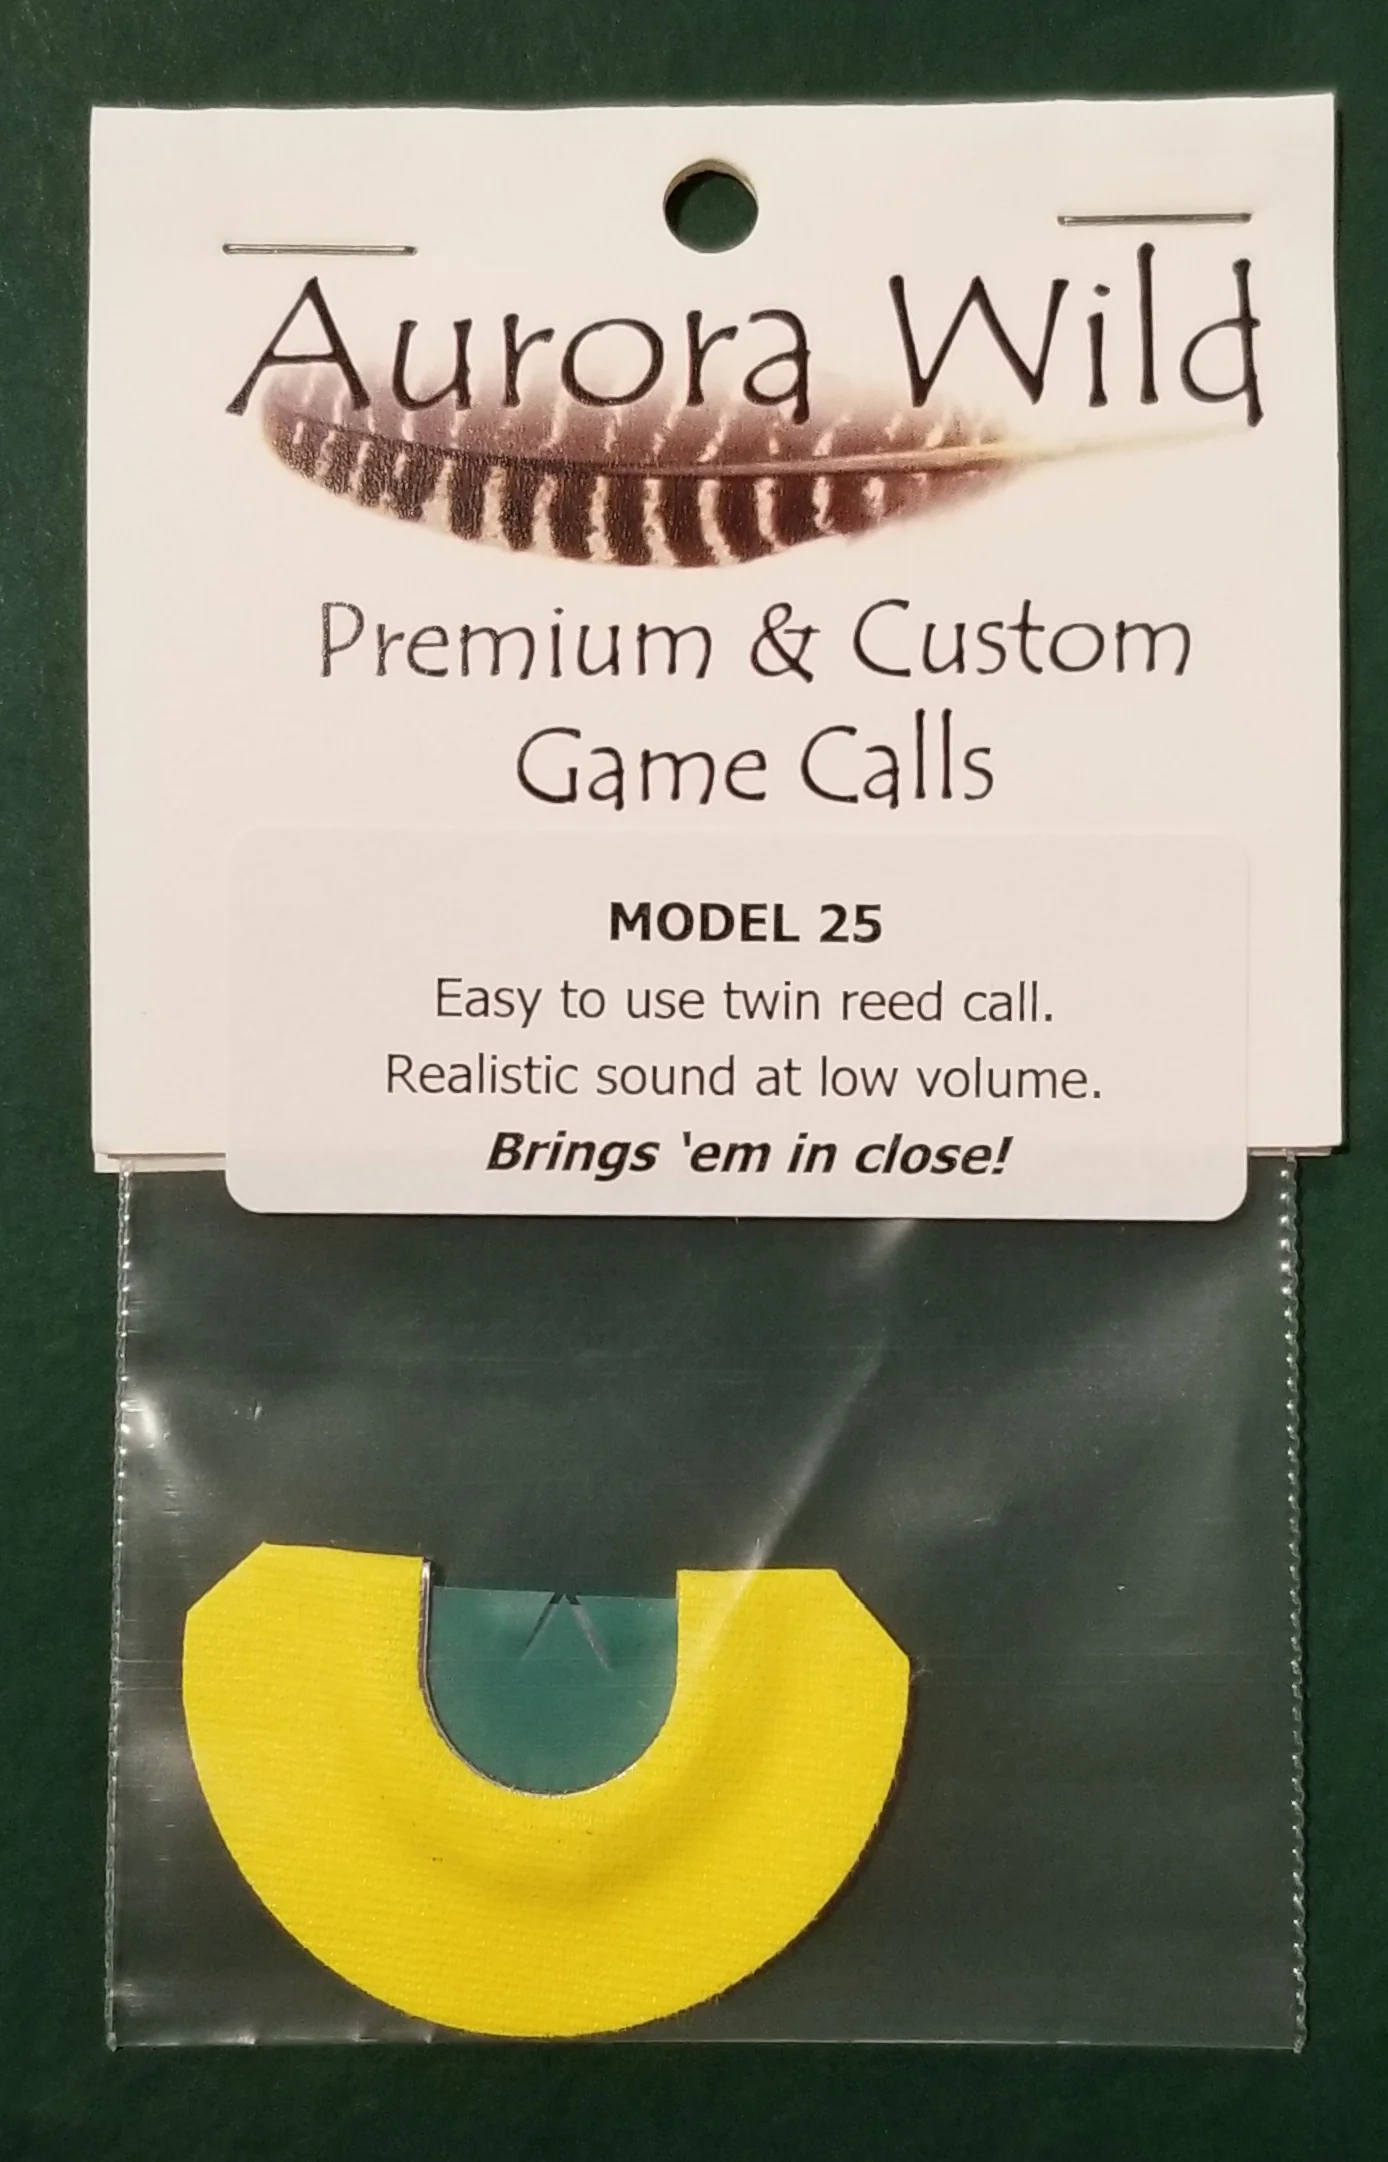 Aurora Wild
Premium & Custom
Game Calls
MODEL 25
Easy to use twin reed call.
Realistic sound at low volume.
Brings 'em in close!